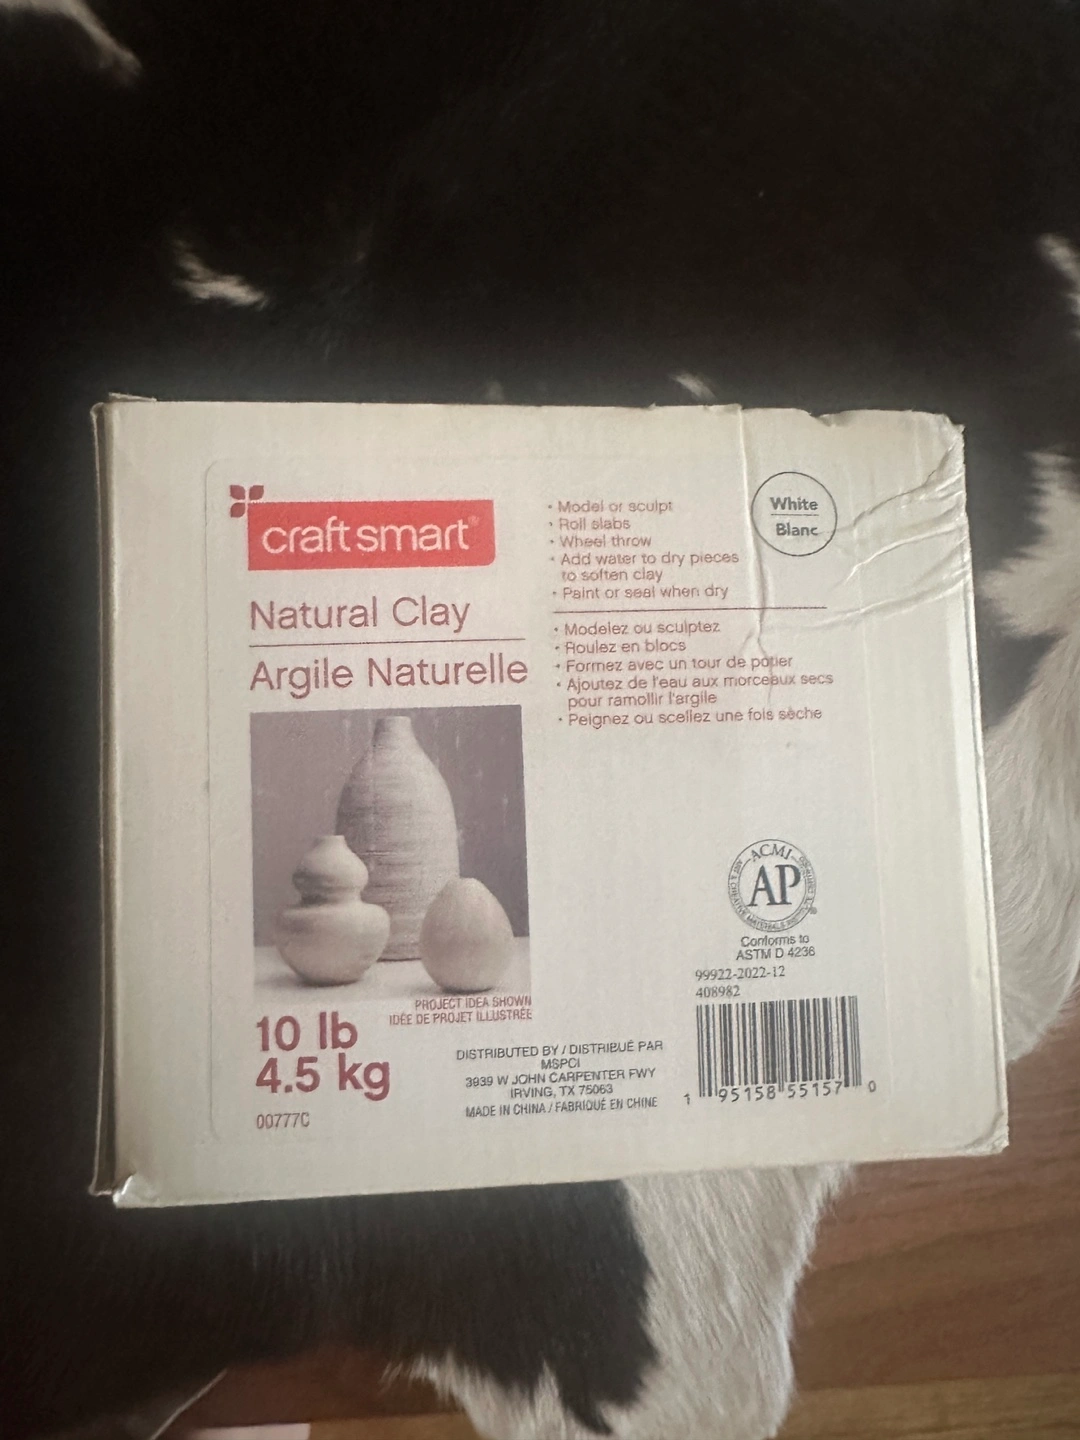 craft smart®
Natural Clay
Argile Naturelle
PROJECT IDEA SHOWN
IDÉE DE PROJET ILLUSTRÉE
10 lb
4.5 kg
00777C
• Model or sculpt
• Roll slabs
• Wheel throw
• Add water to dry pieces
to soften clay
• Paint or seal when dry
• Modelez ou sculptez
• Roulez en blocs
• Formez avec un tour de potier
• Ajoutez de l'eau aux morceaux secs
pour ramollir l'argile
• Peignez ou scellez une fois sèche
White
Blanc
ACMI
AP
ART & CREATIVE MATERIALS
Conforms to
ASTM D 4236
99922-2022-12
408982
DISTRIBUTED BY / DISTRIBUÉ PAR
MSPCI
3939 W JOHN CARPENTER FWY
IRVING, TX 75063
MADE IN CHINA / FABRIQUÉ EN CHINE
1 95158 55157 0